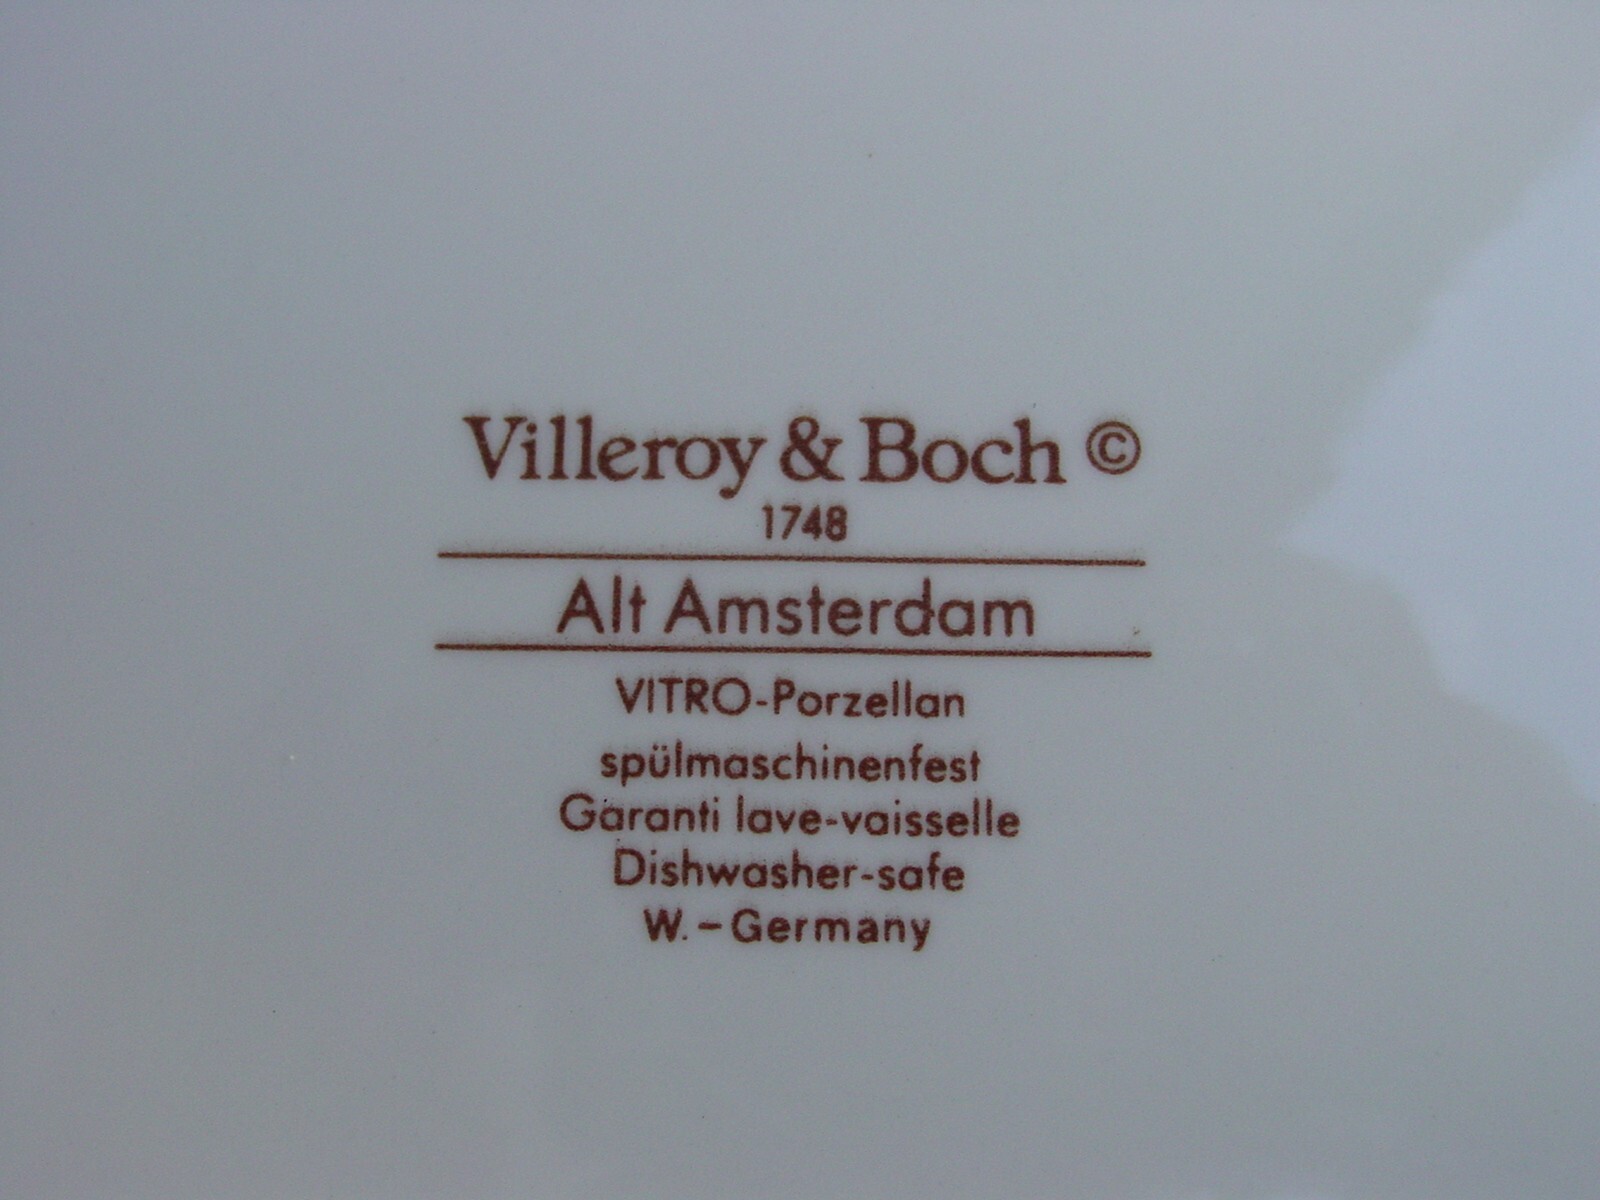 Villeroy & Boch ©
1748
Alt Amsterdam
VITRO-Porzellan
spülmaschinenfest
Garanti lave-vaisselle
Dishwasher-safe
W.-Germany